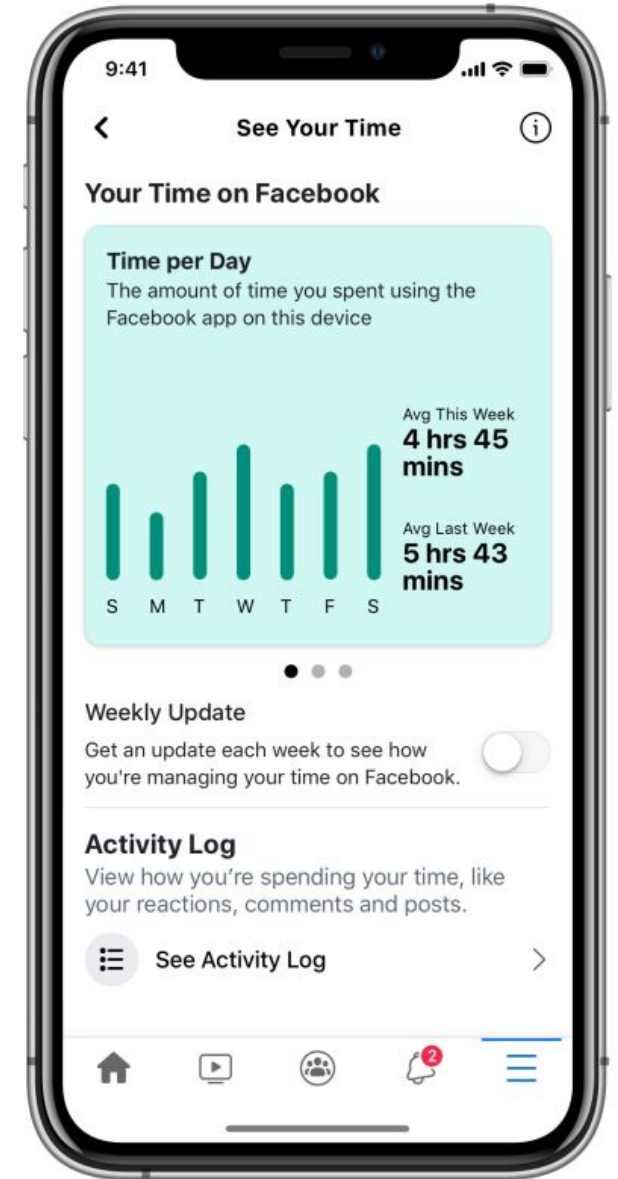 9:41
See Your Time
Your Time on Facebook
Time per Day
The amount of time you spent using the
Facebook app on this device
Avg This Week
4 hrs 45
mins
Avg Last Week
5 hrs 43
mins
S M T W T F S
Weekly Update
Get an update each week to see how
you're managing your time on Facebook.
Activity Log
View how you’re spending your time, like
your reactions, comments and posts.
See Activity Log
2